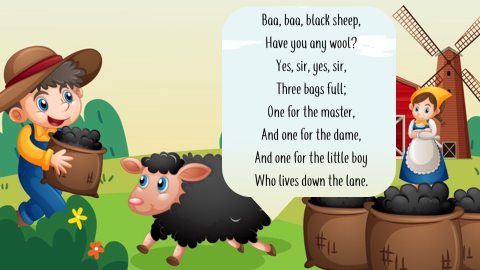 Baa, baa, black sheep,
Have you any wool?
Yes, sir, yes, sir,
Three bags full;
One for the master,
And one for the dame,
And one for the little boy
Who lives down the lane.